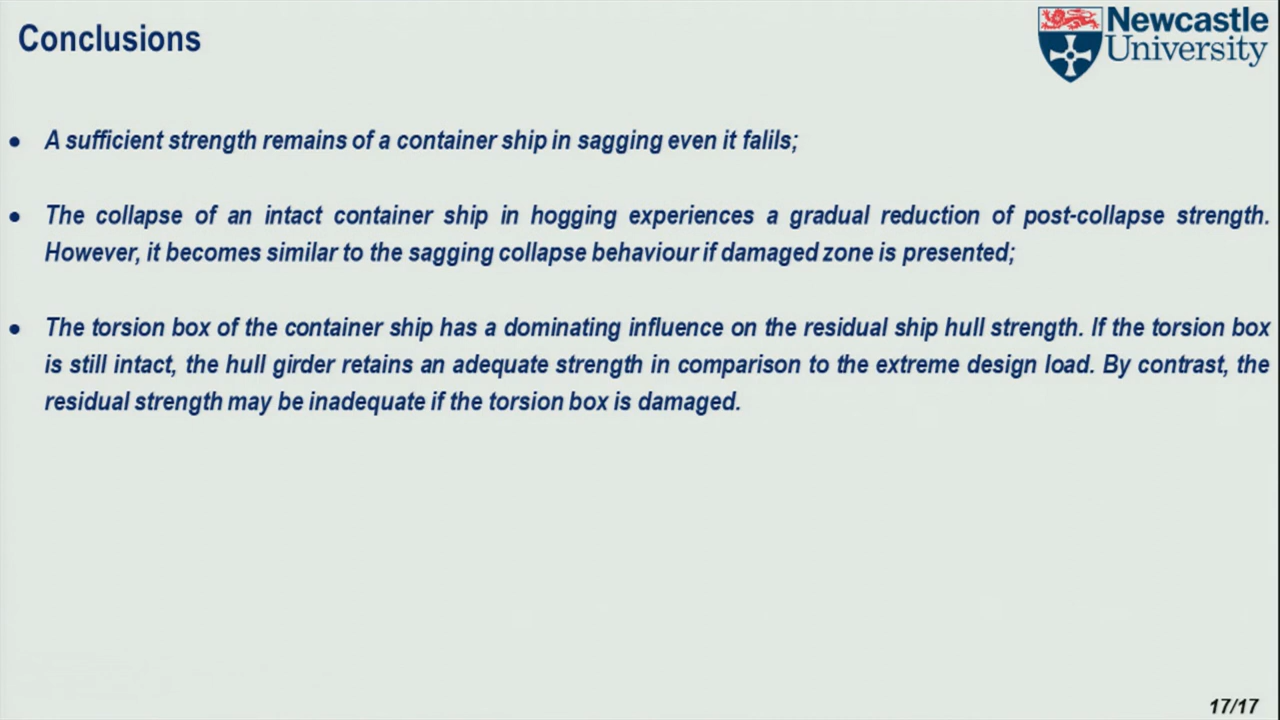 Conclusions
Newcastle
University
• A sufficient strength remains of a container ship in sagging even it falils;
• The collapse of an intact container ship in hogging experiences a gradual reduction of post-collapse strength.
However, it becomes similar to the sagging collapse behaviour if damaged zone is presented;
• The torsion box of the container ship has a dominating influence on the residual ship hull strength. If the torsion box
is still intact, the hull girder retains an adequate strength in comparison to the extreme design load. By contrast, the
residual strength may be inadequate if the torsion box is damaged.
17/17